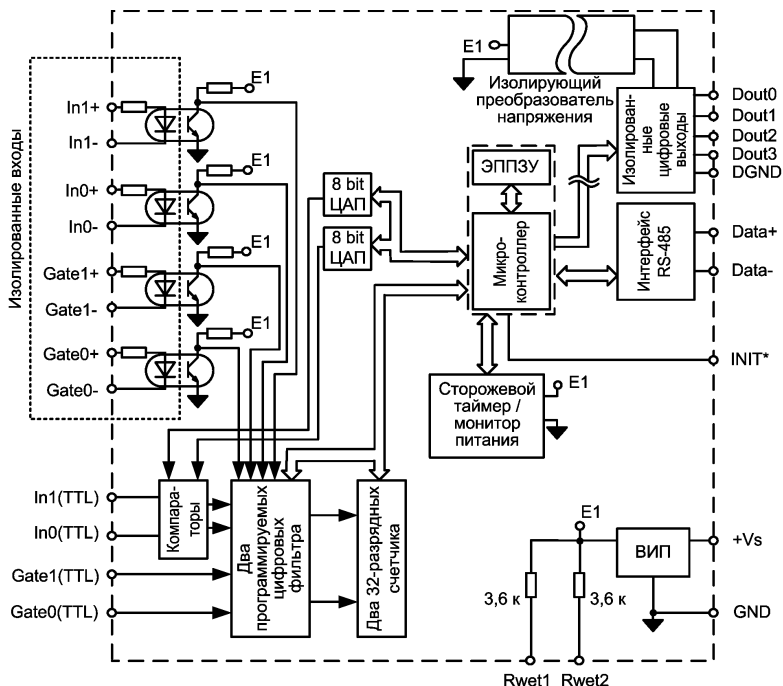 E1
Изолирующий
преобразователь
напряжения
Изолирован-
ные
цифровые
выходы
Dout0
Dout1
Dout2
Dout3
DGND
Изолированные входы
In1+
In1-
E1
In0+
In0-
E1
Gate1+
Gate1-
E1
Gate0+
Gate0-
E1
8 bit
ЦАП
8 bit
ЦАП
ЭППЗУ
Микро-
контроллер
Интерфейс
RS-485
Data+
Data-
INIT*
Сторожевой
таймер /
монитор
питания
E1
In1(TTL)
In0(TTL)
Gate1(TTL)
Gate0(TTL)
Компара-
торы
Два
программируемых
цифровых
фильтра
Два 32-разрядных
счетчика
E1
ВИП
+Vs
GND
3,6 к
3,6 к
Rwet1
Rwet2